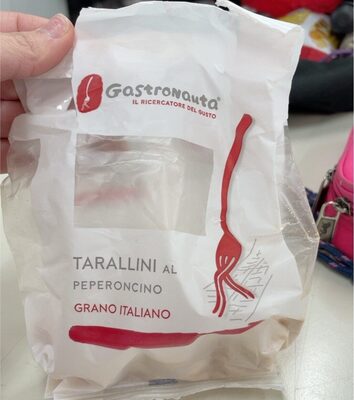 Gastronauta®
IL RICERCATORE DEL GUSTO
TARALLINI AL
PEPERONCINO
GRANO ITALIANO